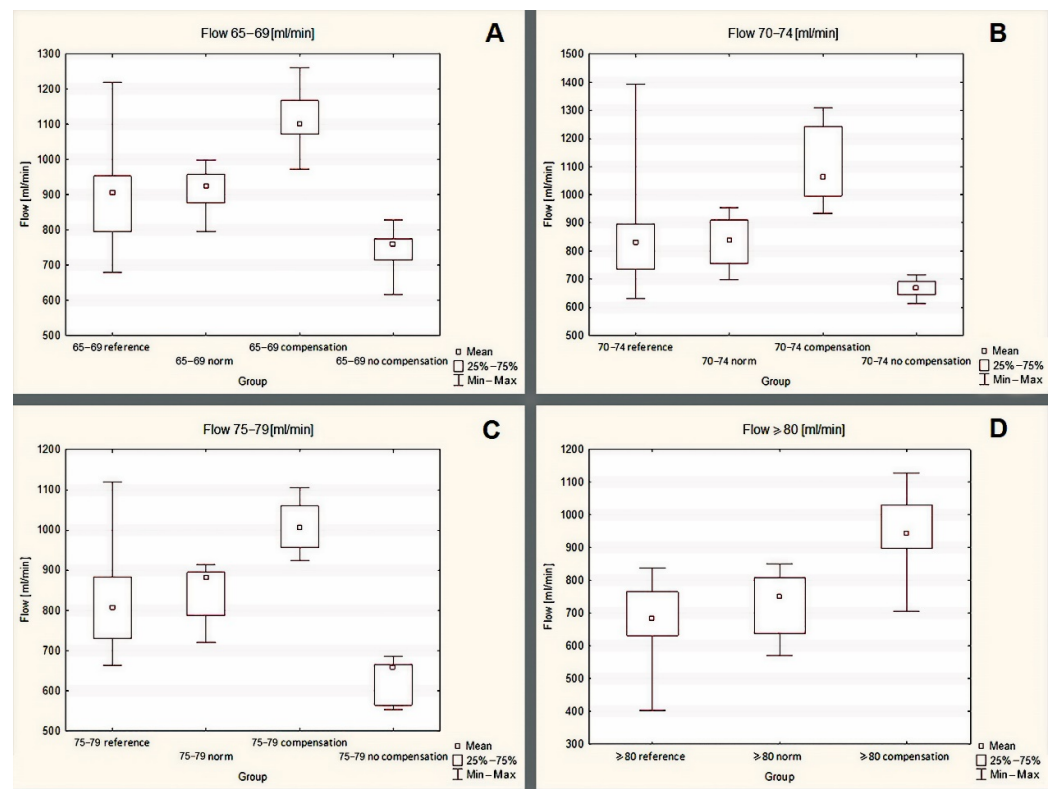 Flow 65–69[ml/min]
A
1300
1200
1100
1000
900
800
700
600
500
Flow [ml/min]
65–69 reference
65–69 norm
65–69 compensation
65–69 no compensation
Group
Mean
25%–75%
Min–Max
Flow 70–74[ml/min]
B
1500
1400
1300
1200
1100
1000
900
800
700
600
500
Flow [ml/min]
70–74 reference
70–74 norm
70–74 compensation
70–74 no compensation
Group
Mean
25%–75%
Min–Max
Flow 75–79[ml/min]
C
1200
1100
1000
900
800
700
600
500
Flow [ml/min]
75–79 reference
75–79 norm
75–79 compensation
75–79 no compensation
Group
Mean
25%–75%
Min–Max
Flow ⩾ 80 [ml/min]
D
1200
1100
1000
900
800
700
600
500
400
300
Flow [ml/min]
⩾80 reference
⩾80 norm
⩾80 compensation
Group
Mean
25%–75%
Min–Max